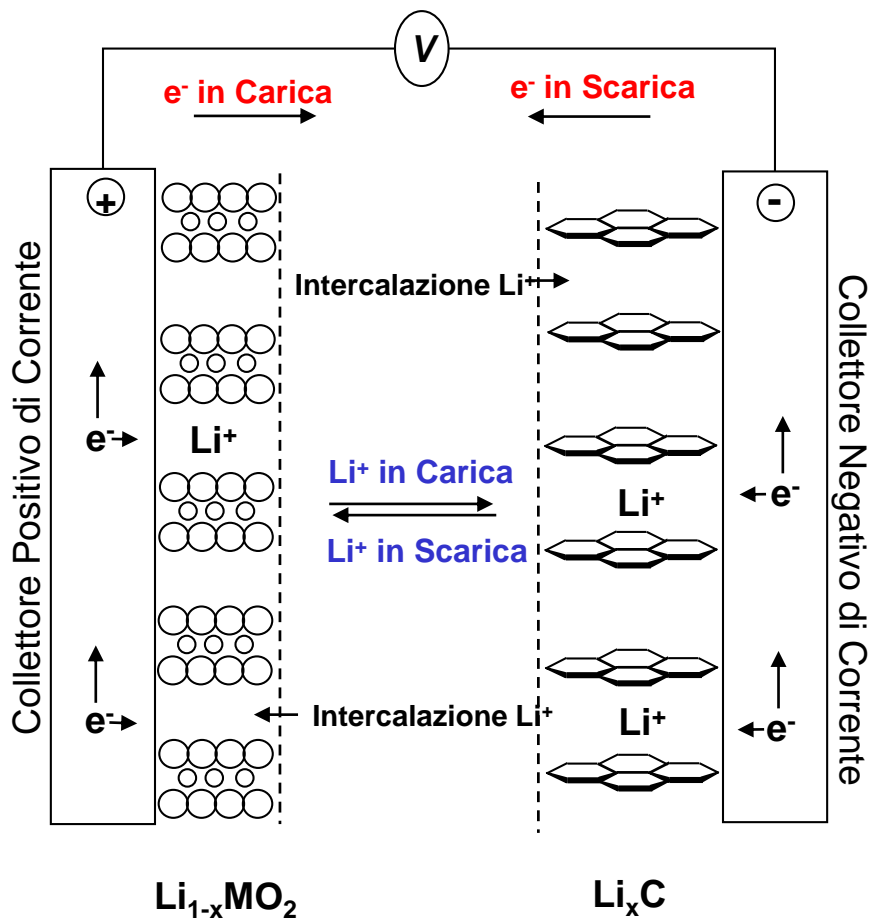 V
e⁻ in Carica
e⁻ in Scarica
+
-
Collettore Positivo di Corrente
Collettore Negativo di Corrente
Intercalazione Li⁺
e⁻
Li⁺
Li⁺ in Carica
Li⁺
e⁻
Li⁺ in Scarica
e⁻
Intercalazione Li⁺
Li⁺
e⁻
Li₁₋ₓMO₂
LiₓC